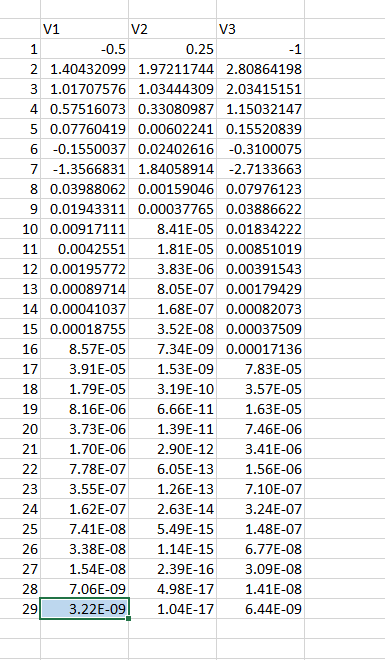 V1 V2 V3
1 -0.5 0.25 -1
2 1.40432099 1.97211744 2.80864198
3 1.01707576 1.03444309 2.03415151
4 0.57516073 0.33080987 1.15032147
5 0.07760419 0.00602241 0.15520839
6 -0.1550037 0.02402616 -0.3100075
7 -1.3566831 1.84058914 -2.7133663
8 0.03988062 0.00159046 0.07976123
9 0.01943311 0.00037765 0.03886622
10 0.00917111 8.41E-05 0.01834222
11 0.0042551 1.81E-05 0.00851019
12 0.00195772 3.83E-06 0.00391543
13 0.00089714 8.05E-07 0.00179429
14 0.00041037 1.68E-07 0.00082073
15 0.00018755 3.52E-08 0.00037509
16 8.57E-05 7.34E-09 0.00017136
17 3.91E-05 1.53E-09 7.83E-05
18 1.79E-05 3.19E-10 3.57E-05
19 8.16E-06 6.66E-11 1.63E-05
20 3.73E-06 1.39E-11 7.46E-06
21 1.70E-06 2.90E-12 3.41E-06
22 7.78E-07 6.05E-13 1.56E-06
23 3.55E-07 1.26E-13 7.10E-07
24 1.62E-07 2.63E-14 3.24E-07
25 7.41E-08 5.49E-15 1.48E-07
26 3.38E-08 1.14E-15 6.77E-08
27 1.54E-08 2.39E-16 3.09E-08
28 7.06E-09 4.98E-17 1.41E-08
29 3.22E-09 1.04E-17 6.44E-09